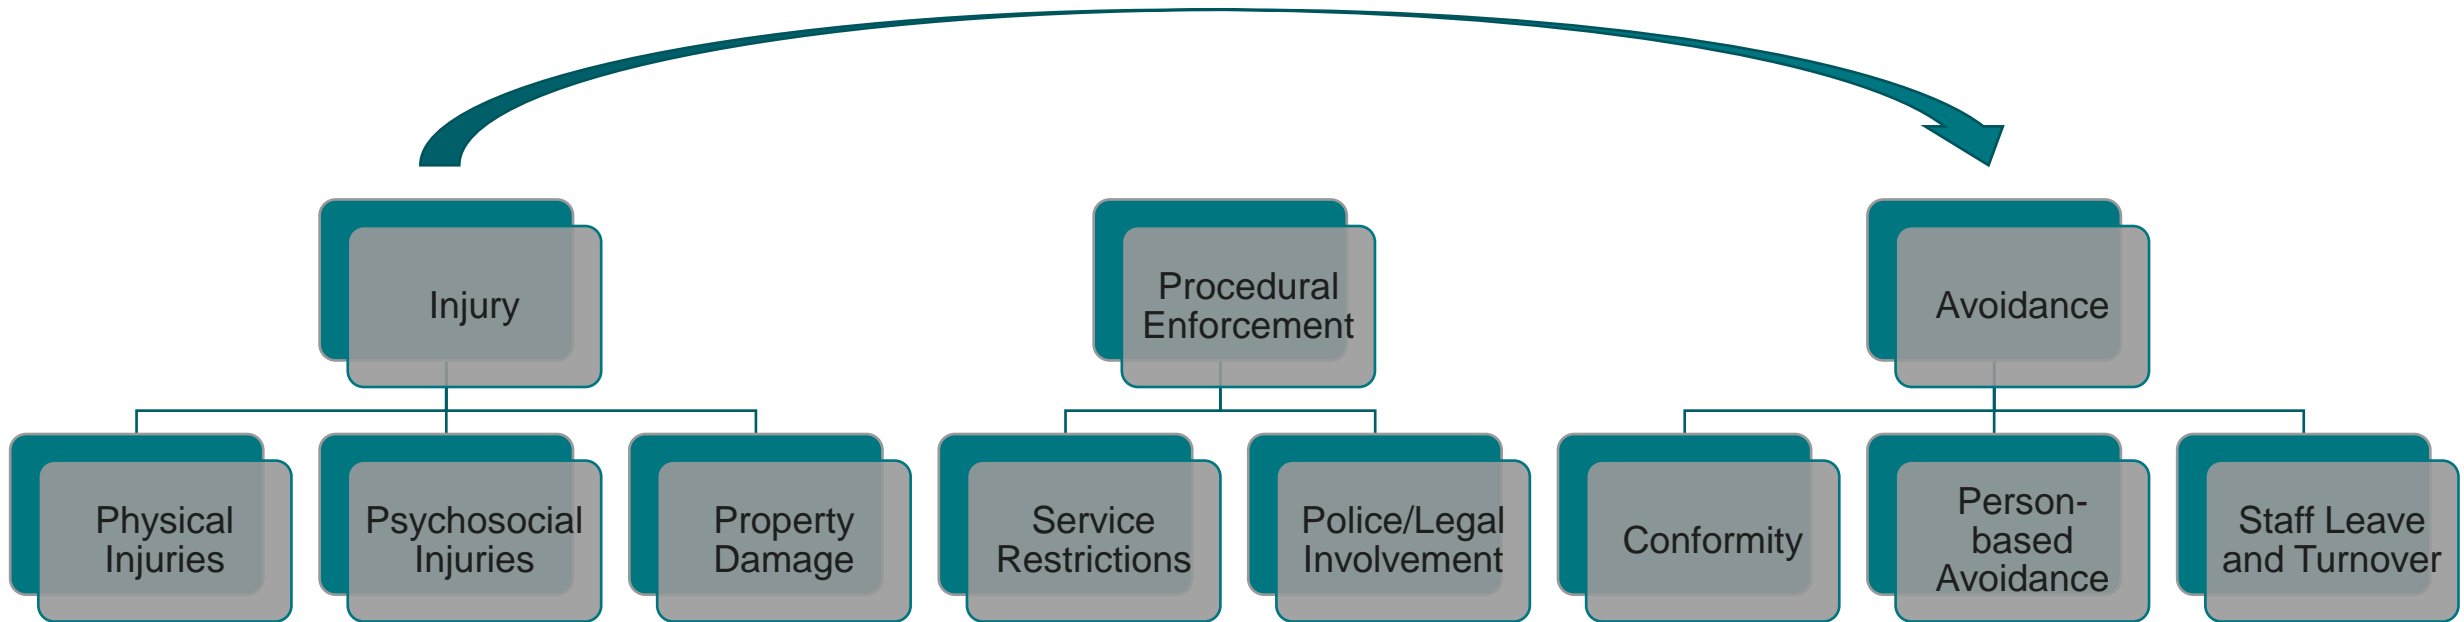 Injury
Procedural
Enforcement
Avoidance
Physical
Injuries
Psychosocial
Injuries
Property
Damage
Service
Restrictions
Police/Legal
Involvement
Conformity
Person-
based
Avoidance
Staff Leave
and Turnover